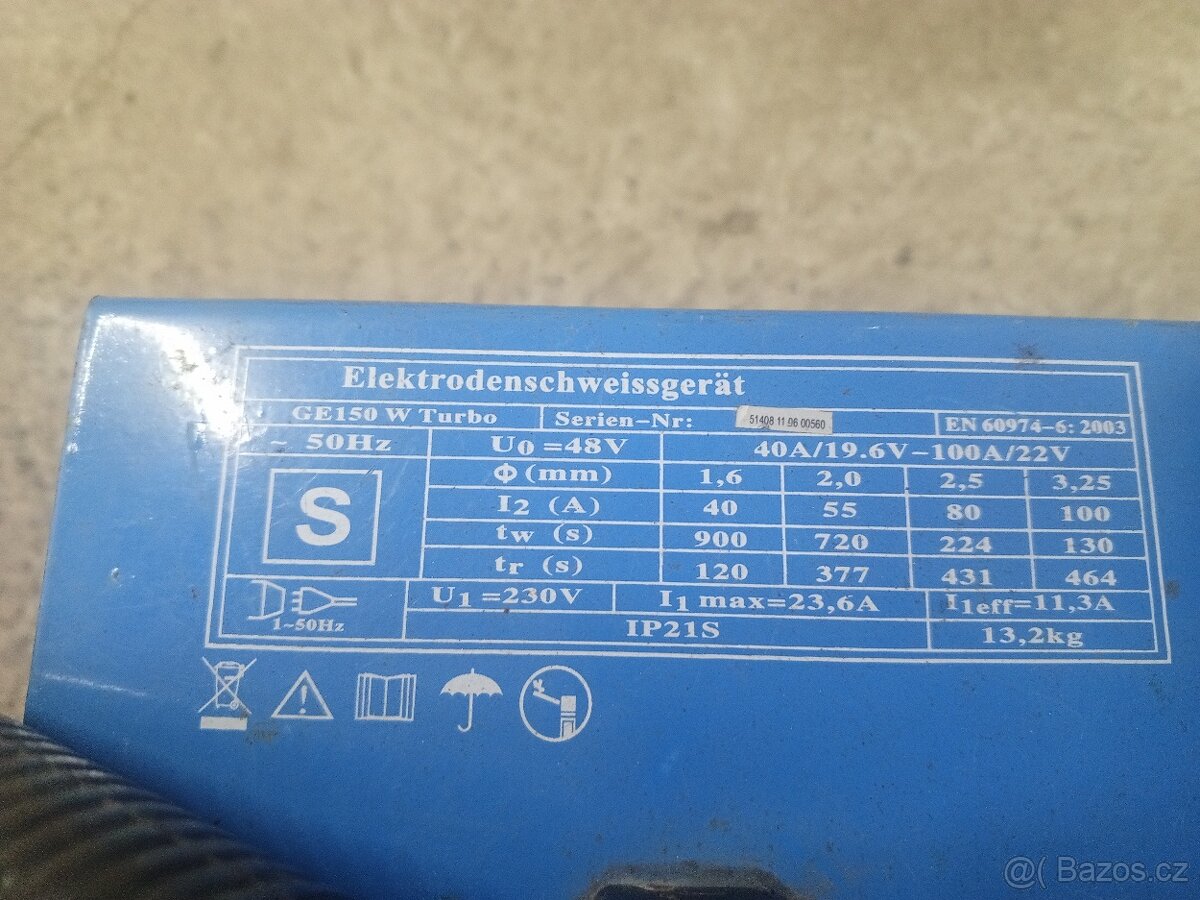 Elektrodenschweissgerät
GE150 W Turbo Serien-Nr: 51408 11 06 00560 EN 60974-6: 2003
~ 50Hz U0 =48V 40A/19.6V-100A/22V
S
Φ(mm) 1,6 2,0 2,5 3,25
I2 (A) 40 55 80 100
tw (s) 900 720 224 130
tr (s) 120 377 431 464
1~50Hz U1 =230V I1 max=23,6A I1eff=11,3A
IP21S 13,2kg
@( Bazos.cz